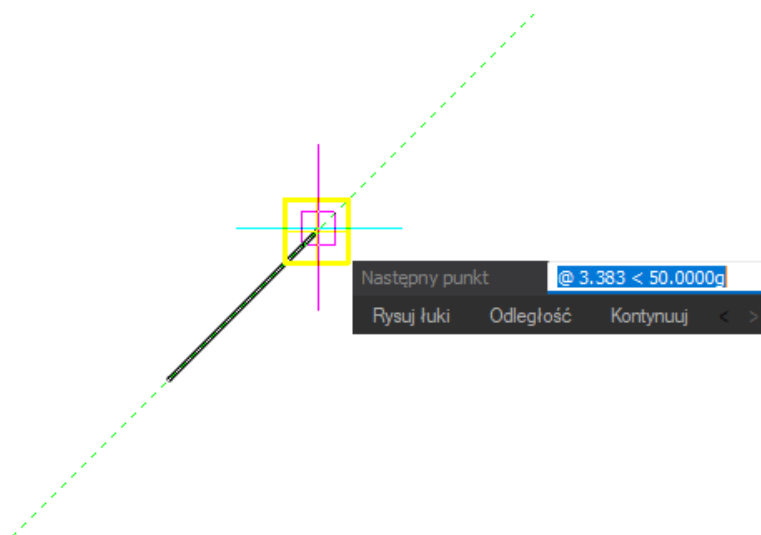 Następny punkt @ 3.383 < 50.0000g
Rysuj łuki Odległość Kontynuuj < >